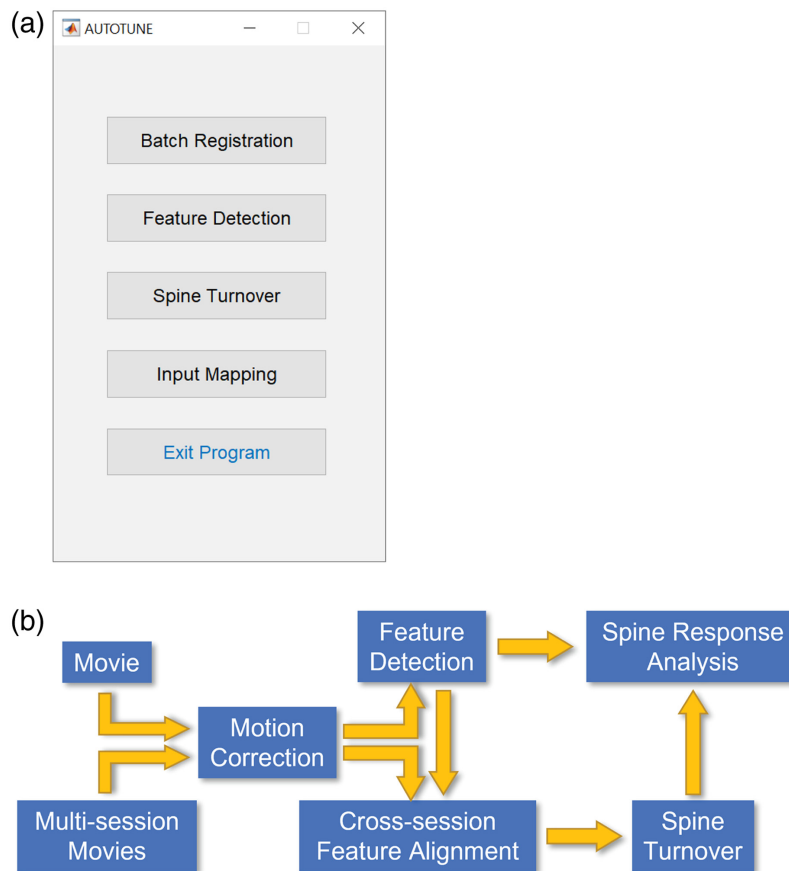 (a)
AUTOTUNE
Batch Registration
Feature Detection
Spine Turnover
Input Mapping
Exit Program
(b)
Movie
Multi-session
Movies
Motion
Correction
Feature
Detection
Cross-session
Feature Alignment
Spine Response
Analysis
Spine
Turnover